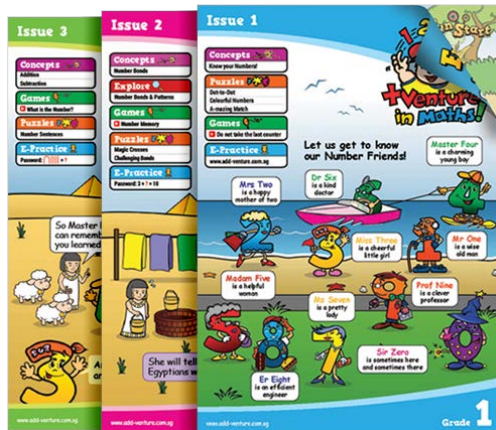 Issue 3
Concepts
Addition
Subtraction
Games
What is the Number?
Puzzles
Number Sentences
E-Practice
Password:
So Master
can remember
you learned
www.add-venture.com.sg
Issue 2
Concepts
Number Bonds
Explore
Number Bonds & Patterns
Games
Number Memory
Puzzles
Magic Crosses
Challenging Bonds
E-Practice
Password: 3 + ? = 10
She will tell
Egyptians w
www.add-venture.com.sg
Issue 1
Concepts
Know your Numbers!
Puzzles
Dot-to-Dot
Colourful Numbers
A-mazing Match
Games
Do not take the last counter
E-Practice
www.add-venture.com.sg
Start
+Venture
in Maths!
Let us get to know
our Number Friends!
Master Four
is a charming
young boy
Dr Six
is a kind
doctor
Mrs Two
is a happy
mother of two
Miss Three
is a cheerful
little girl
Mr One
is a wise
old man
Madam Five
is a helpful
woman
Ms Seven
is a pretty
lady
Prof Nine
is a clever
professor
Sir Zero
is sometimes here
and sometimes there
Er Eight
is an efficient
engineer
www.add-venture.com.sg
Grade 1